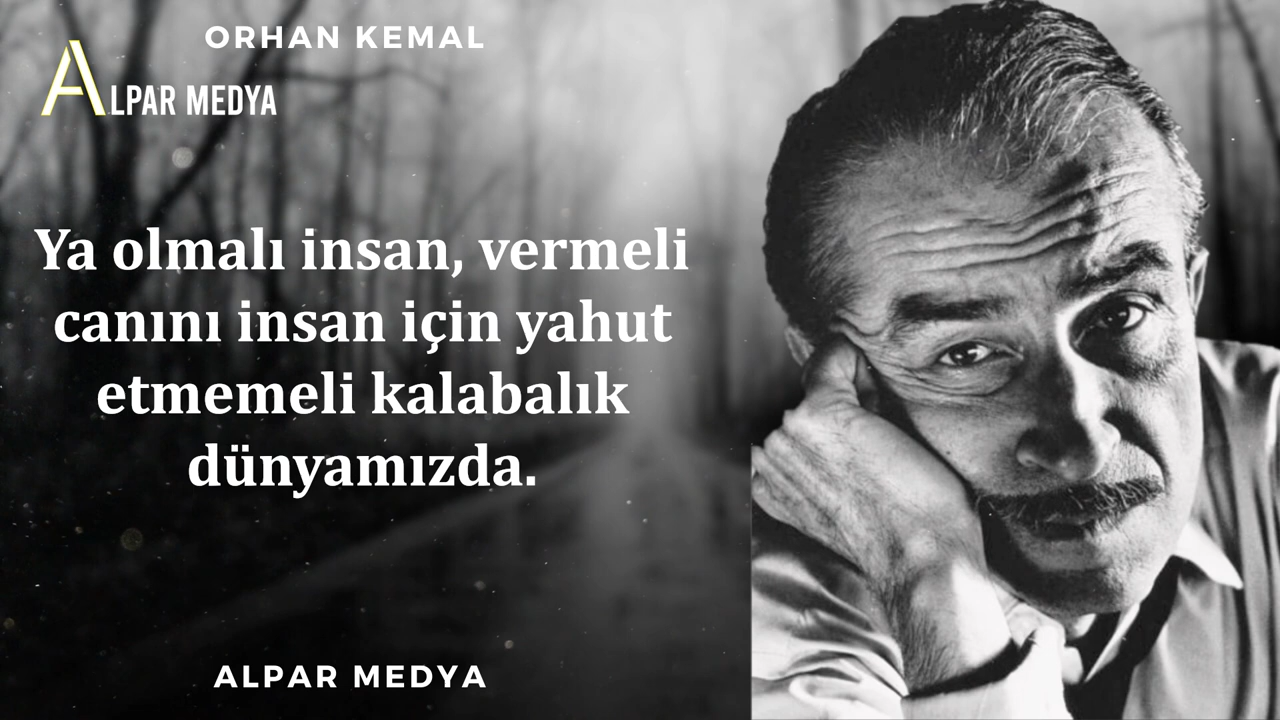 ORHAN KEMAL
ALPAR MEDYA
Ya olmalı insan, vermeli
canını insan için yahut
etmemeli kalabalık
dünyamızda.
ALPAR MEDYA